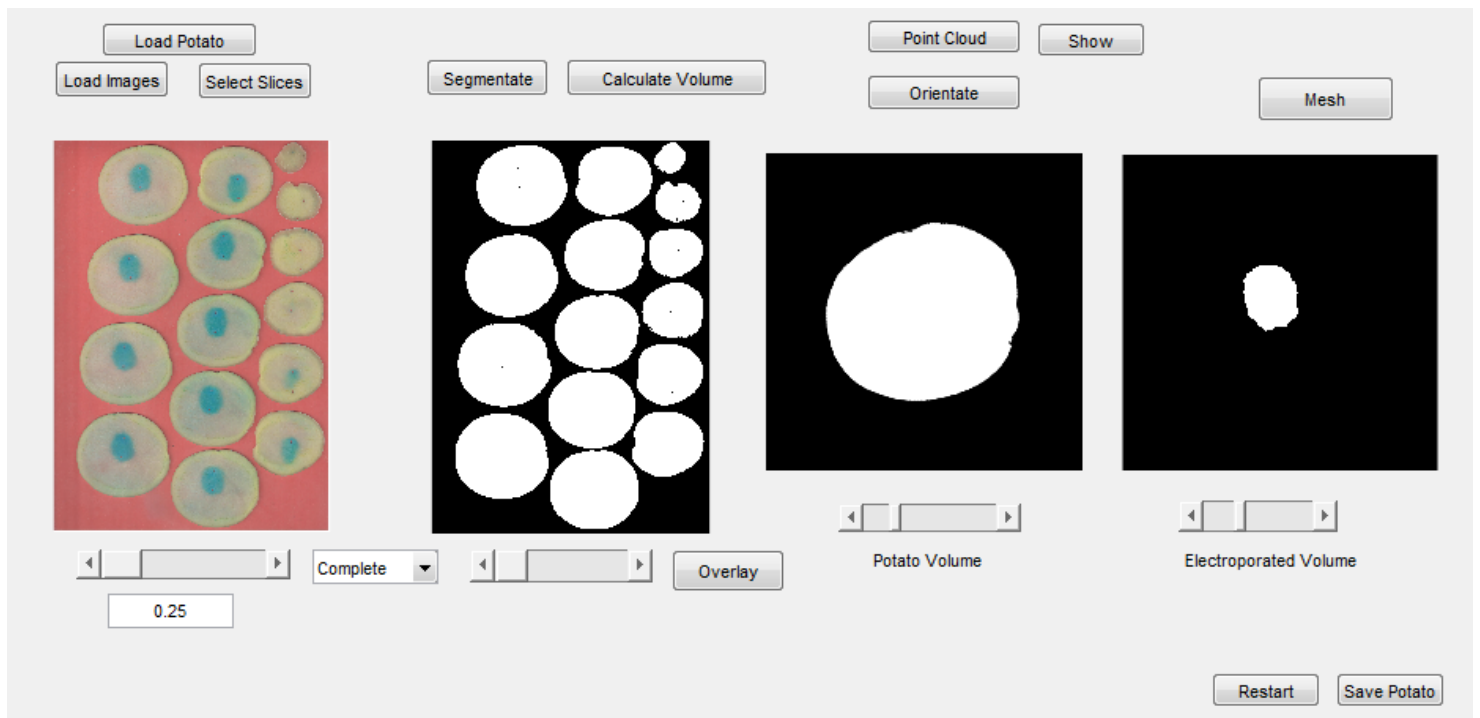 Load Potato
Load Images
Select Slices
Segmentate
Calculate Volume
Point Cloud
Show
Orientate
Mesh
Complete
Overlay
0.25
Potato Volume
Electroporated Volume
Restart
Save Potato